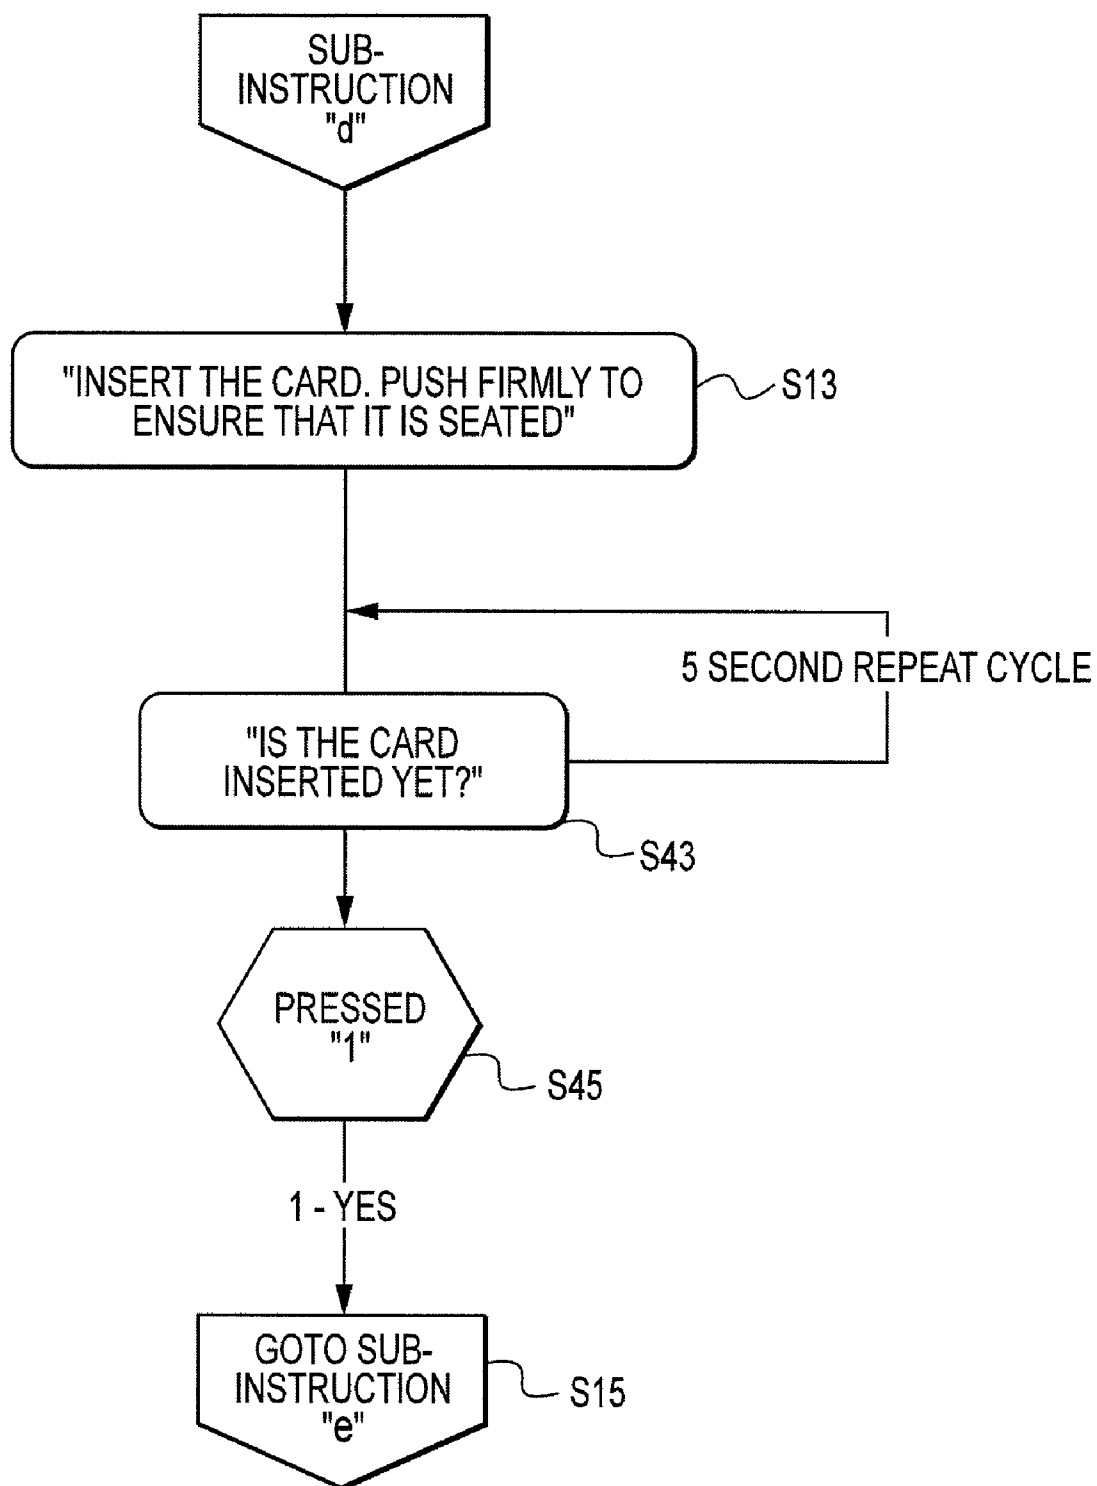 SUB-
INSTRUCTION
"d"
"INSERT THE CARD. PUSH FIRMLY TO
ENSURE THAT IT IS SEATED"
S13
5 SECOND REPEAT CYCLE
"IS THE CARD
INSERTED YET?"
S43
PRESSED
"1"
S45
1 - YES
GOTO SUB-
INSTRUCTION
"e"
S15